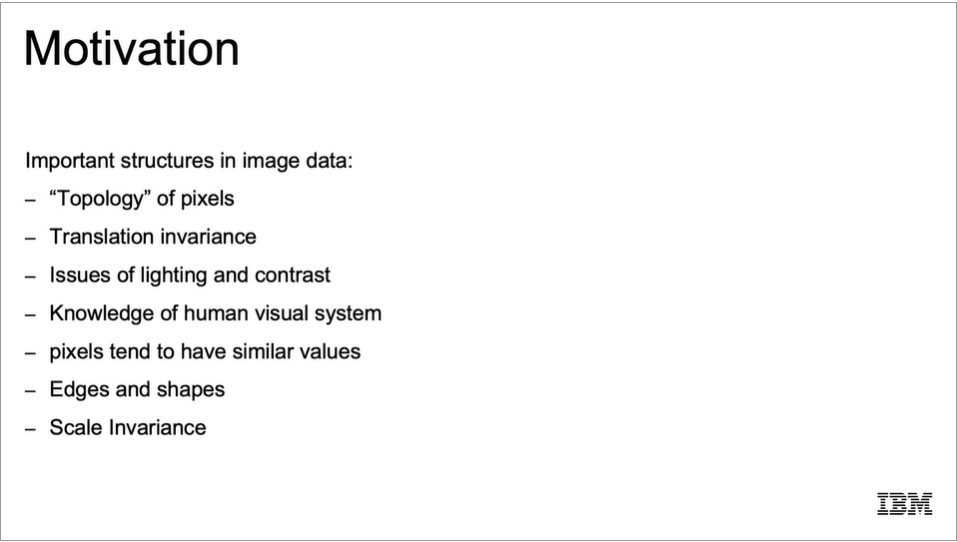 Motivation
Important structures in image data:
– “Topology” of pixels
– Translation invariance
– Issues of lighting and contrast
– Knowledge of human visual system
– pixels tend to have similar values
– Edges and shapes
– Scale Invariance
IBM